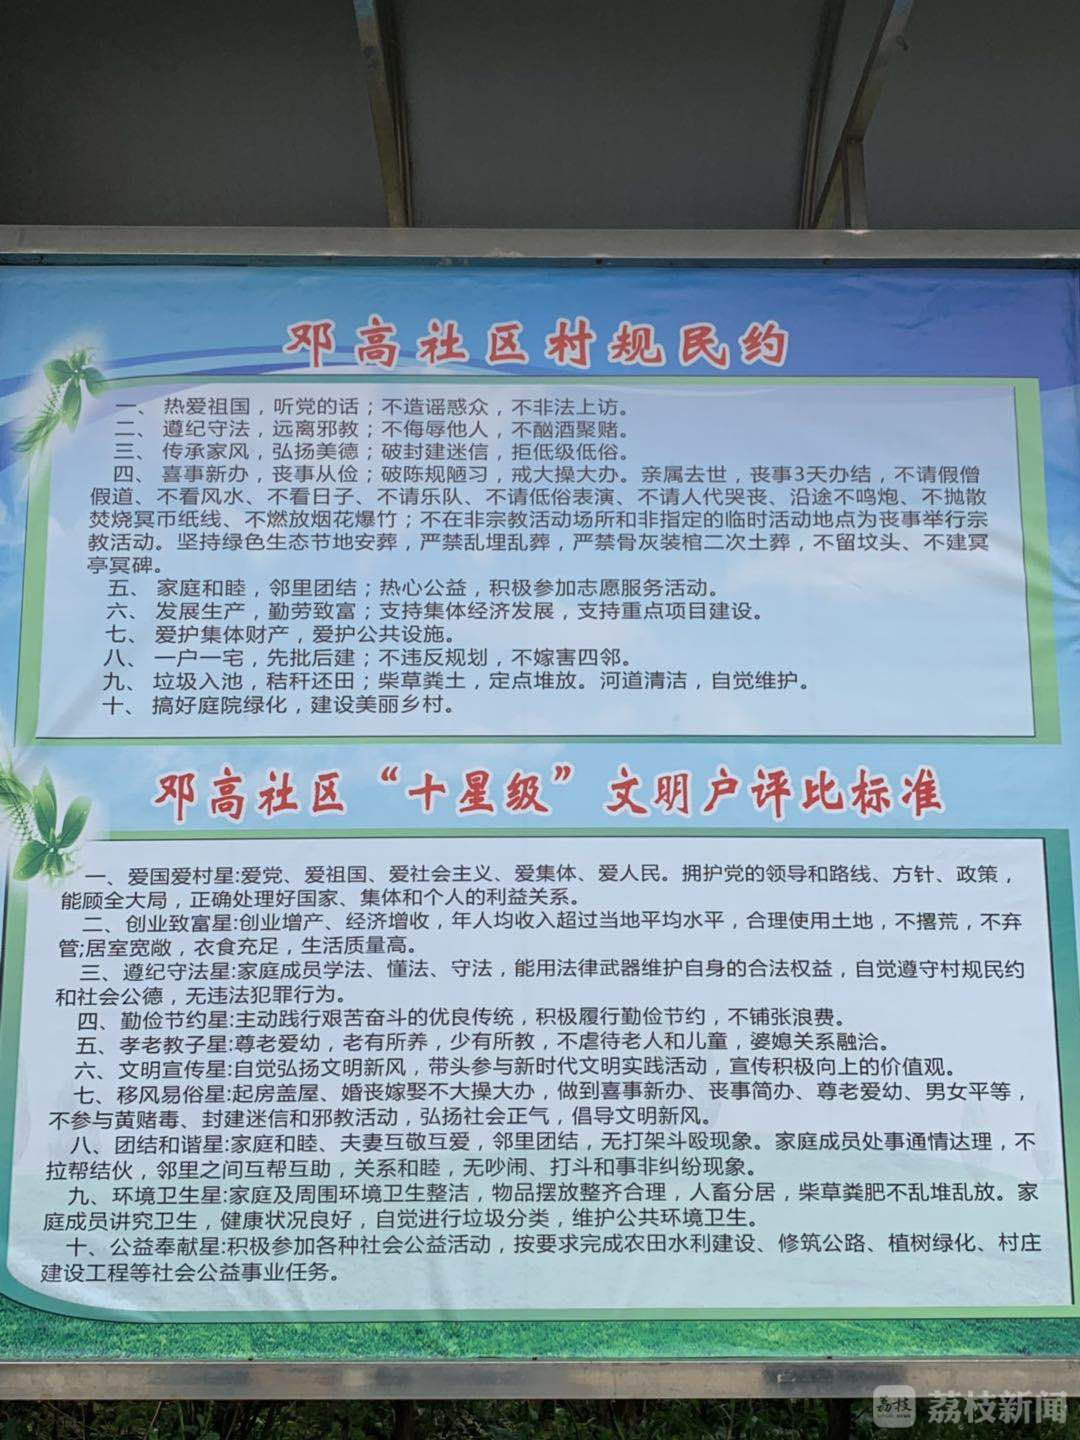 邓高社区村规民约
一、 热爱祖国，听党的话；不造谣惑众，不非法上访。
二、 遵纪守法，远离邪教；不侮辱他人，不酗酒聚赌。
三、 传承家风，弘扬美德；破封建迷信，拒低级低俗。
四、 喜事新办，丧事从俭；破陈规陋习，戒大操大办。亲属去世，丧事3天办结，不请假僧
假道、不看风水、不看日子、不请乐队、不请低俗表演、不请人代哭丧、沿途不鸣炮、不抛散
焚烧冥币纸线、不燃放烟花爆竹；不在非宗教活动场所和非指定的临时活动地点为丧事举行宗
教活动。坚持绿色生态节地安葬，严禁乱埋乱葬，严禁骨灰装棺二次土葬，不留坟头、不建冥
亭冥碑。
五、 家庭和睦，邻里团结；热心公益，积极参加志愿服务活动。
六、 发展生产，勤劳致富；支持集体经济发展，支持重点项目建设。
七、 爱护集体财产，爱护公共设施。
八、 一户一宅，先批后建；不违反规划，不嫁害四邻。
九、 垃圾入池，秸秆还田；柴草粪土，定点堆放。河道清洁，自觉维护。
十、 搞好庭院绿化，建设美丽乡村。
邓高社区“十星级”文明户评比标准
一、爱国爱村星:爱党、爱祖国、爱社会主义、爱集体、爱人民。拥护党的领导和路线、方针、政策，
能顾全大局，正确处理好国家、集体和个人的利益关系。
二、创业致富星:创业增产、经济增收，年人均收入超过当地平均水平，合理使用土地，不撂荒，不弃
管;居室宽敞，衣食充足，生活质量高。
三、遵纪守法星:家庭成员学法、懂法、守法，能用法律武器维护自身的合法权益，自觉遵守村规民约
和社会公德，无违法犯罪行为。
四、勤俭节约星:主动践行艰苦奋斗的优良传统，积极履行勤俭节约，不铺张浪费。
五、孝老教子星:尊老爱幼，老有所养，少有所教，不虐待老人和儿童，婆媳关系融洽。
六、文明宣传星:自觉弘扬文明新风，带头参与新时代文明实践活动，宣传积极向上的价值观。
七、移风易俗星:起房盖屋、婚丧嫁娶不大操大办，做到喜事新办、丧事简办、尊老爱幼、男女平等，
不参与黄赌毒、封建迷信和邪教活动，弘扬社会正气，倡导文明新风。
八、团结和谐星:家庭和睦、夫妻互敬互爱，邻里团结，无打架斗殴现象。家庭成员处事通情达理，不
拉帮结伙，邻里之间互帮互助，关系和睦，无吵闹、打斗和事非纠纷现象。
九、环境卫生星:家庭及周围环境卫生整洁，物品摆放整齐合理，人畜分居，柴草粪肥不乱堆乱放。家
庭成员讲究卫生，健康状况良好，自觉进行垃圾分类，维护公共环境卫生。
十、公益奉献星:积极参加各种社会公益活动，按要求完成农田水利建设、修筑公路、植树绿化、村庄
建设工程等社会公益事业任务。
荔枝 荔枝新闻